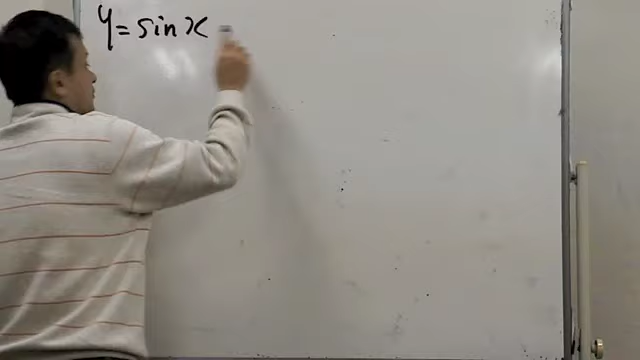 y = sin x